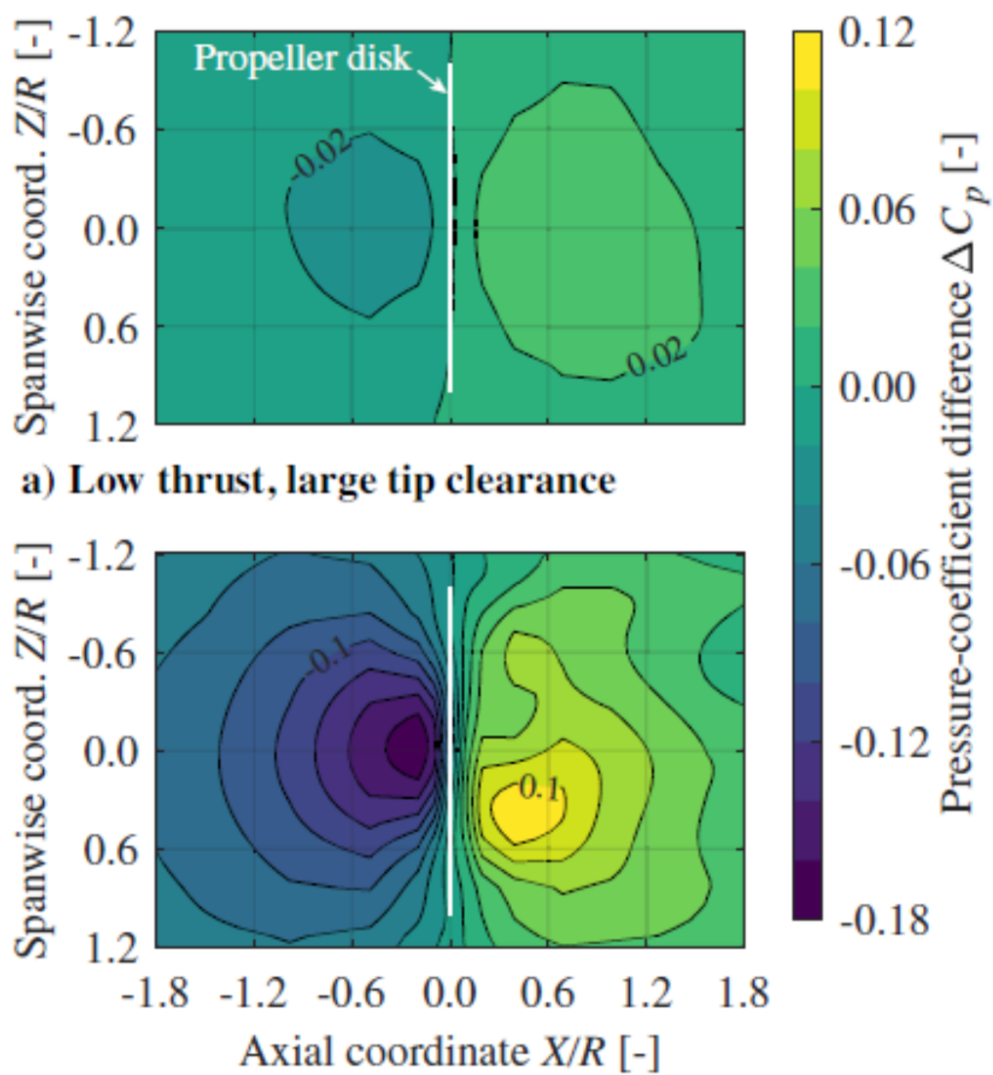 Spanwise coord. Z/R [-]
-1.2
-0.6
0.0
0.6
1.2
Propeller disk
-0.02
0.02
a) Low thrust, large tip clearance
Spanwise coord. Z/R [-]
-1.2
-0.6
0.0
0.6
1.2
-0.1
0.1
-1.8 -1.2 -0.6 0.0 0.6 1.2 1.8
Axial coordinate X/R [-]
0.12
0.06
0.00
-0.06
-0.12
-0.18
Pressure-coefficient difference ΔCp [-]